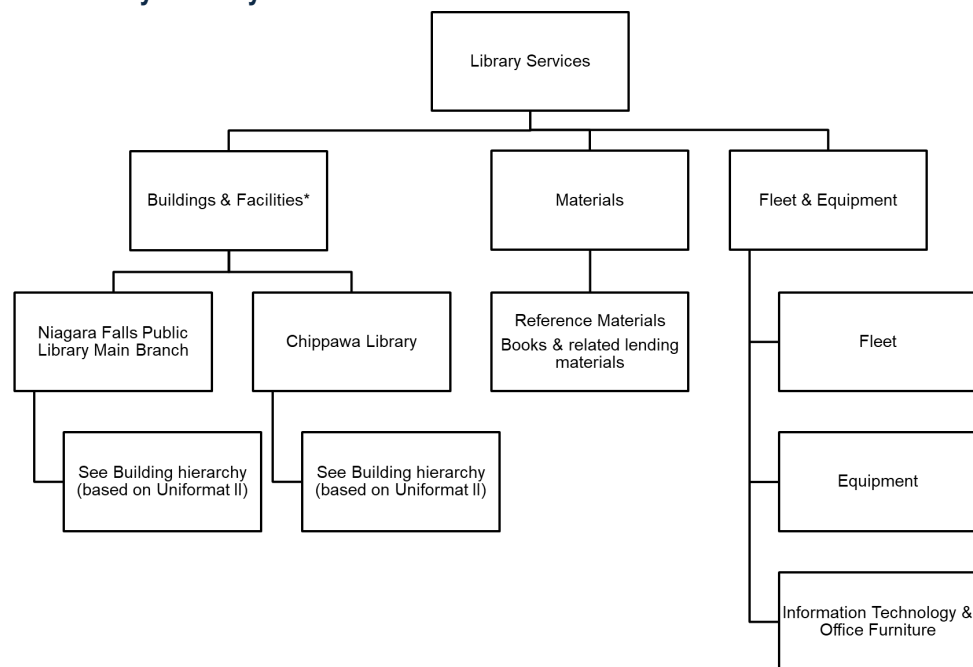 Library Services
Buildings & Facilities*
Materials
Fleet & Equipment
Niagara Falls Public
Library Main Branch
Chippawa Library
Reference Materials
Books & related lending
materials
Fleet
See Building hierarchy
(based on Uniformat II)
See Building hierarchy
(based on Uniformat II)
Equipment
Information Technology &
Office Furniture